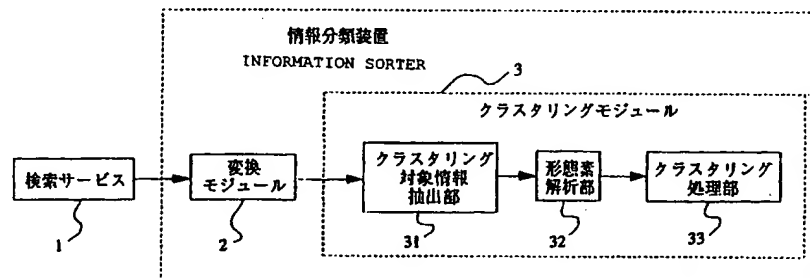 情報分類装置
INFORMATION SORTER
3
クラスタリングモジュール
検索サービス
変換
モジュール
クラスタリング
対象情報
抽出部
形態素
解析部
クラスタリング
処理部
1
2
31
32
33